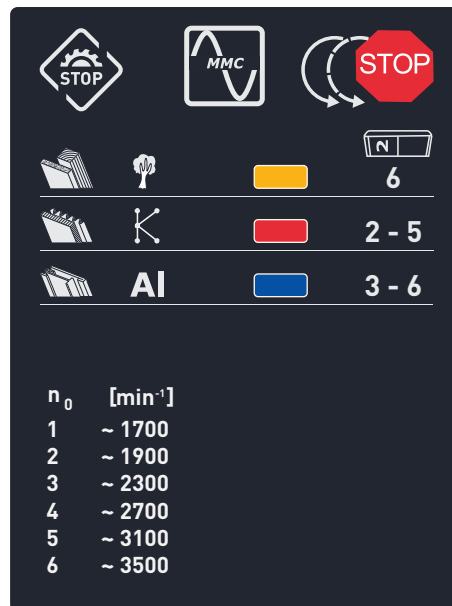 STOP
MMC
STOP
N
6
2 - 5
Al
3 - 6
n₀ [min⁻¹]
1 ~ 1700
2 ~ 1900
3 ~ 2300
4 ~ 2700
5 ~ 3100
6 ~ 3500